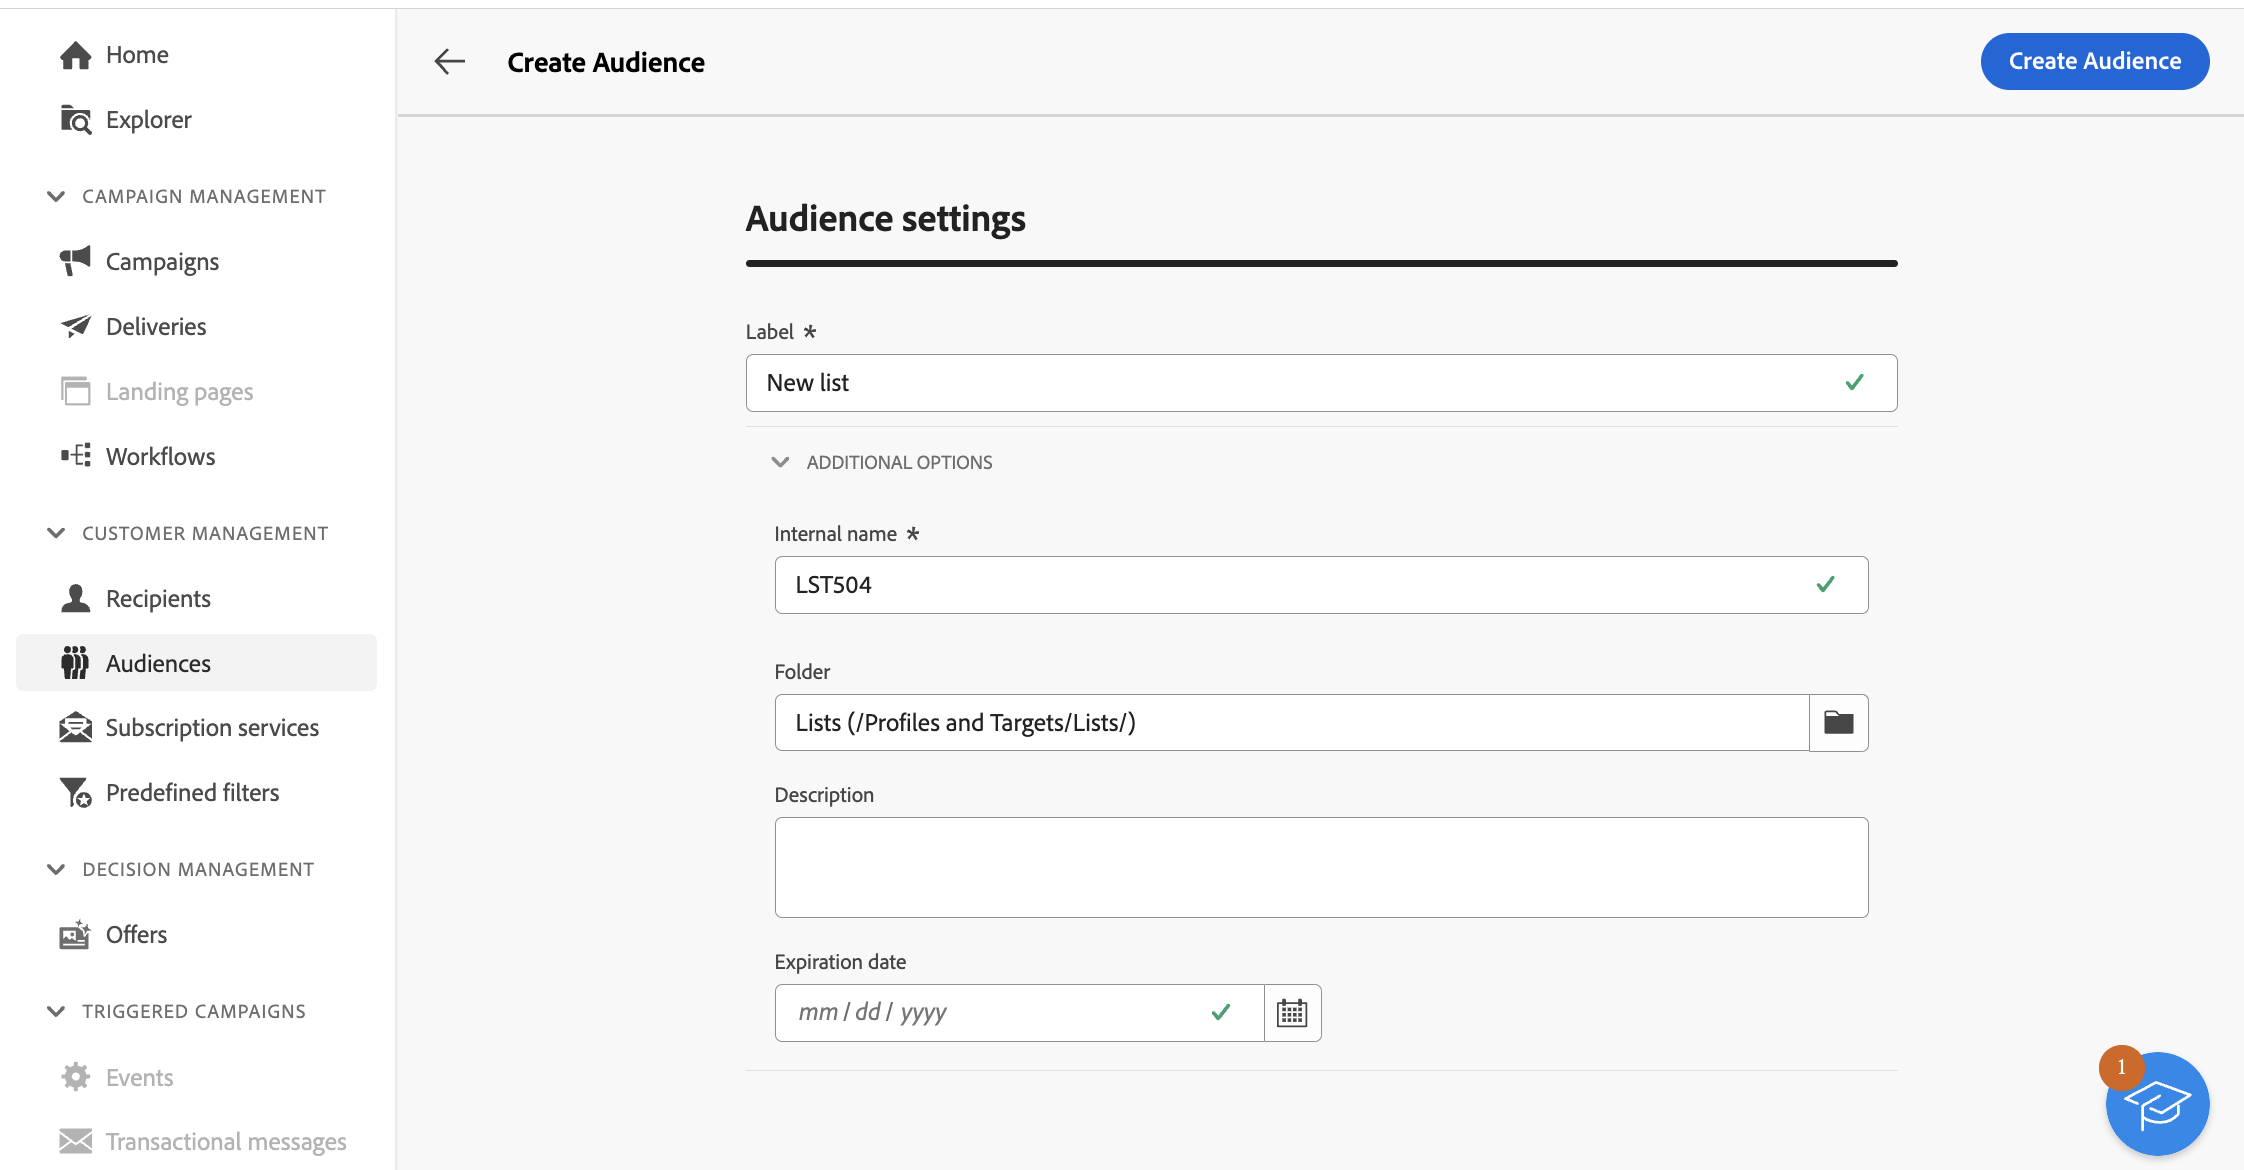 Home
Explorer
CAMPAIGN MANAGEMENT
Campaigns
Deliveries
Landing pages
Workflows
CUSTOMER MANAGEMENT
Recipients
Audiences
Subscription services
Predefined filters
DECISION MANAGEMENT
Offers
TRIGGERED CAMPAIGNS
Events
Transactional messages
Create Audience
Create Audience
Audience settings
Label *
New list
ADDITIONAL OPTIONS
Internal name *
LST504
Folder
Lists (/Profiles and Targets/Lists/)
Description
Expiration date
mm / dd / yyyy
1